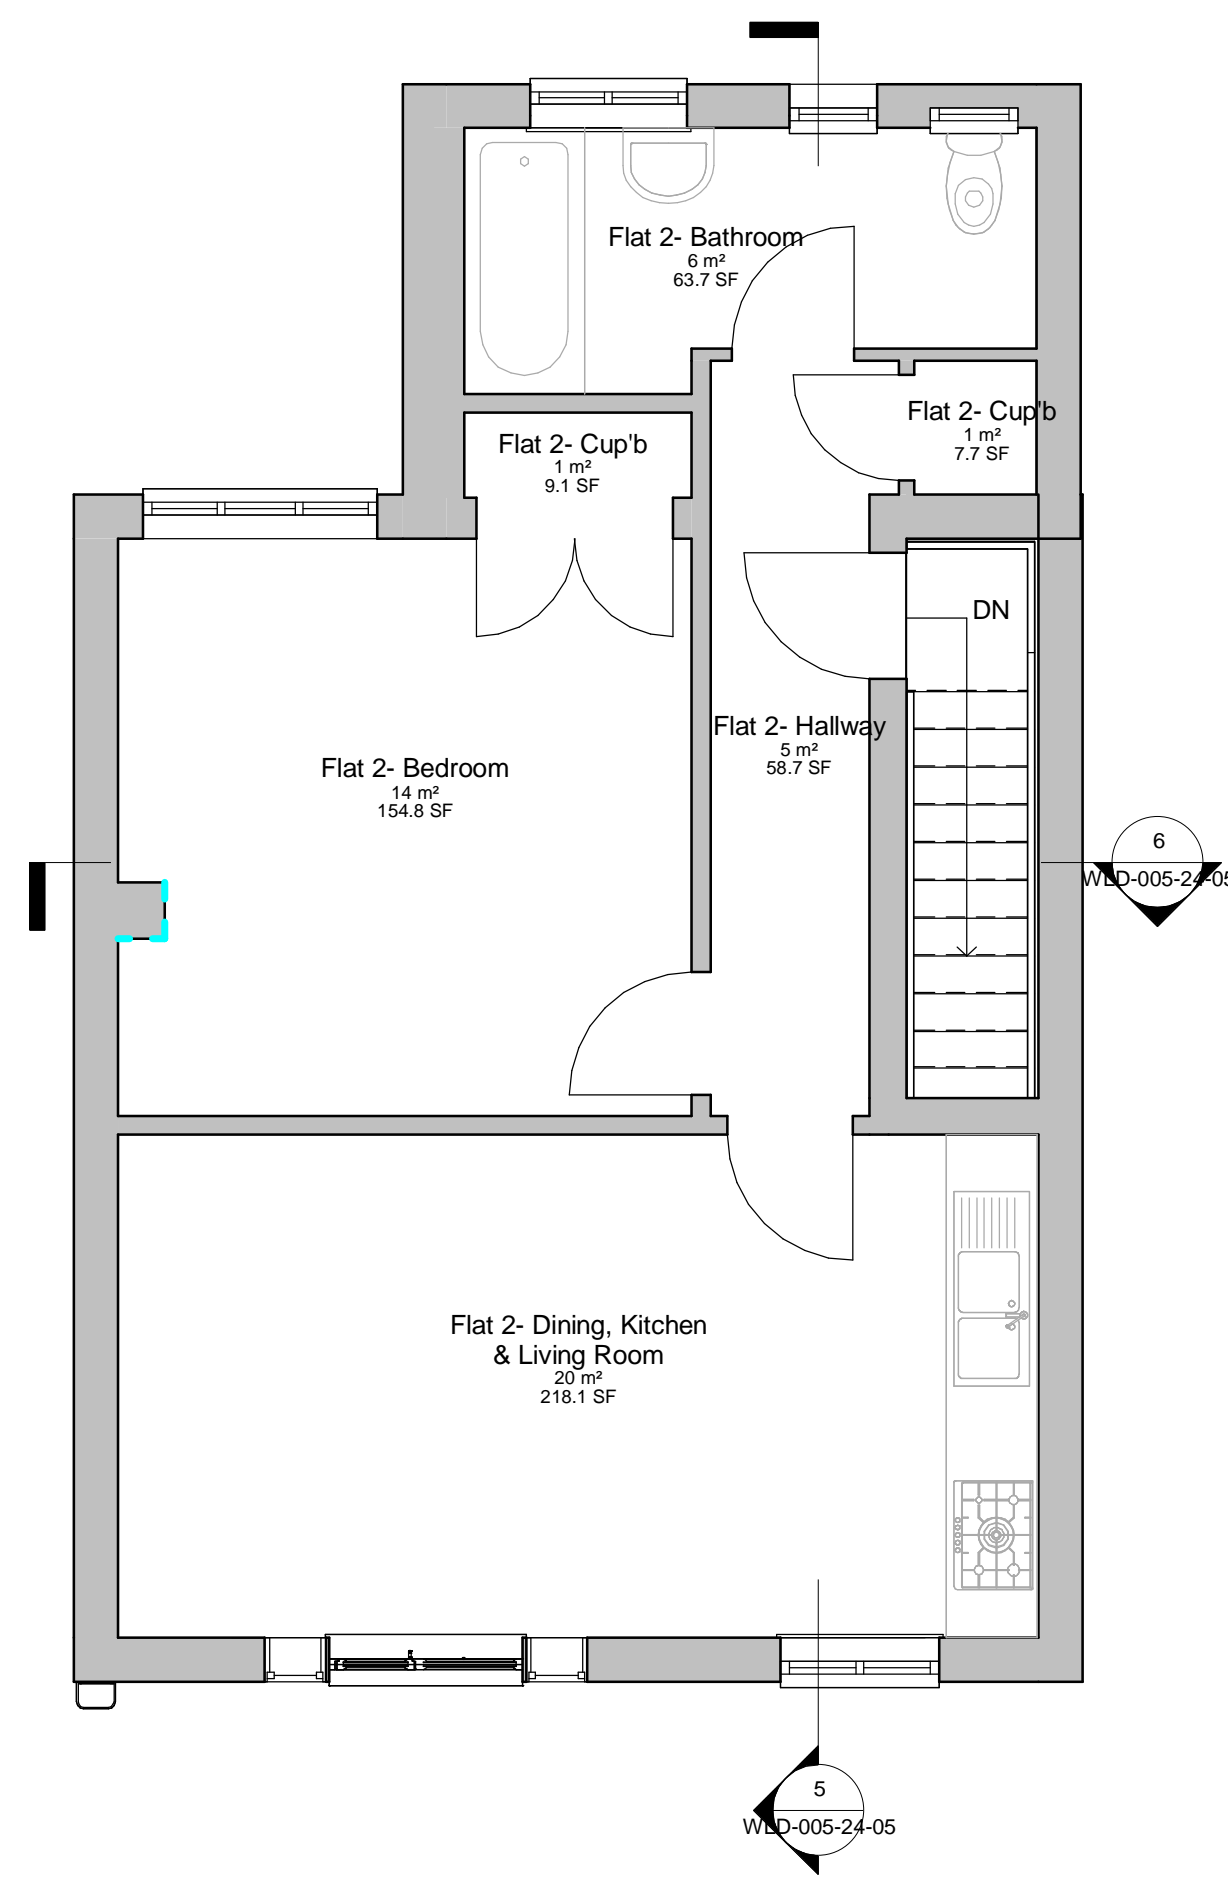 Flat 2- Bathroom
6 m²
63.7 SF
Flat 2- Cup'b
1 m²
7.7 SF
Flat 2- Cup'b
1 m²
9.1 SF
DN
Flat 2- Hallway
5 m²
58.7 SF
Flat 2- Bedroom
14 m²
154.8 SF
6
WLD-005-24-05
Flat 2- Dining, Kitchen
& Living Room
20 m²
218.1 SF
5
WLD-005-24-05